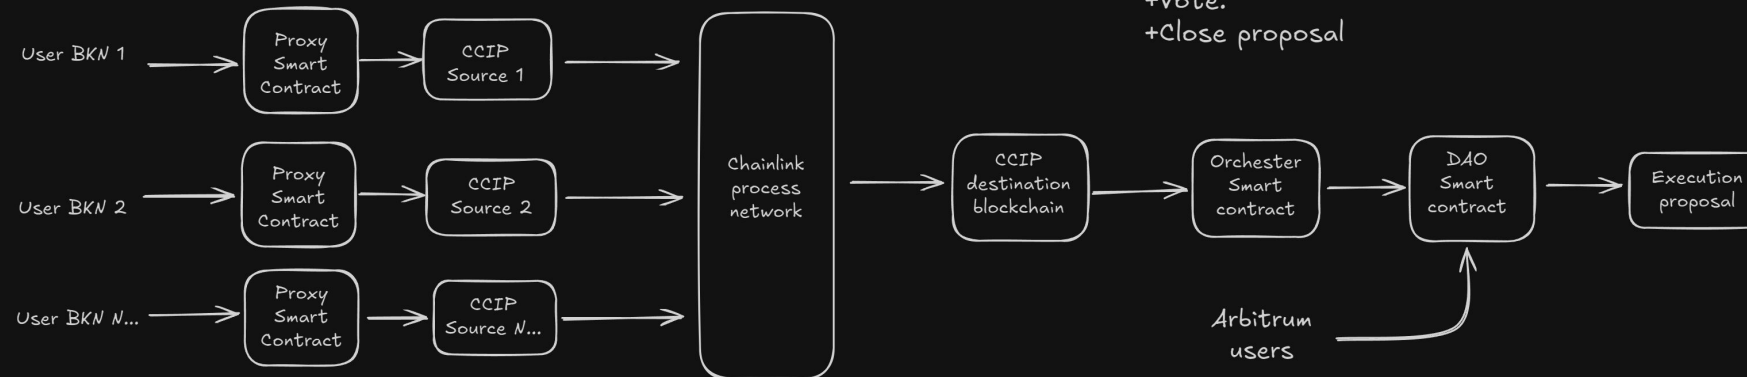 +Vote.
+Close proposal
User BKN 1
Proxy
Smart
Contract
CCIP
Source 1
User BKN 2
Proxy
Smart
Contract
CCIP
Source 2
User BKN N...
Proxy
Smart
Contract
CCIP
Source N...
Chainlink
process
network
CCIP
destination
blockchain
Orchester
Smart
contract
DAO
Smart
contract
Execution
proposal
Arbitrum
users